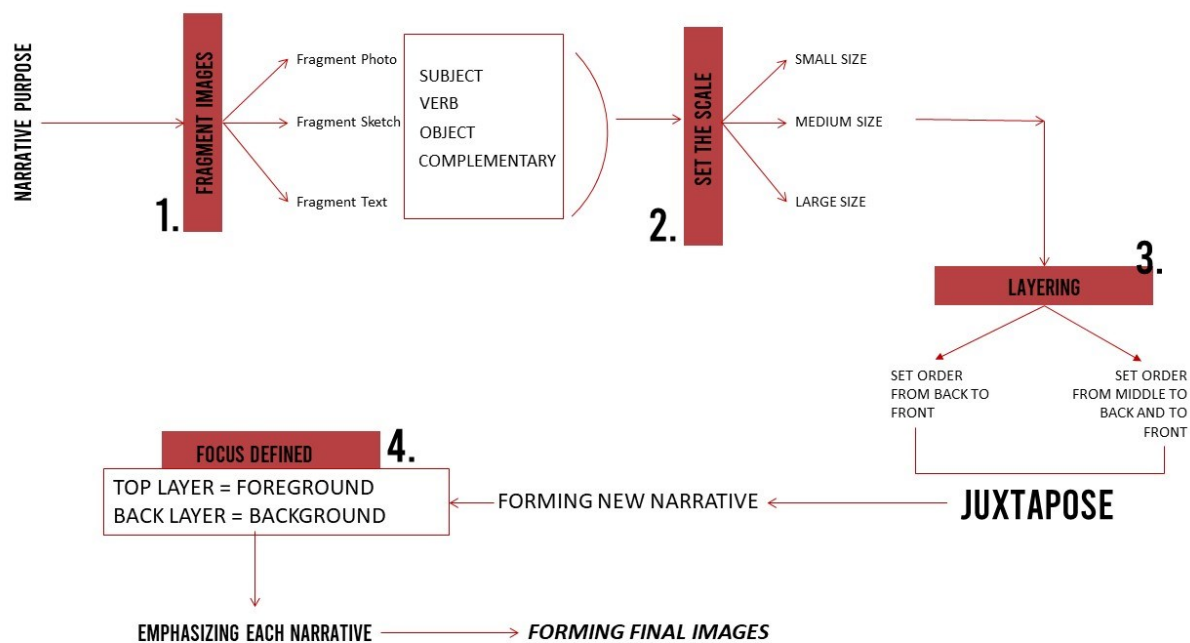 NARRATIVE PURPOSE
1.
FRAGMENT IMAGES
Fragment Photo
Fragment Sketch
Fragment Text
SUBJECT
VERB
OBJECT
COMPLEMENTARY
2.
SET THE SCALE
SMALL SIZE
MEDIUM SIZE
LARGE SIZE
3.
LAYERING
SET ORDER
FROM BACK TO
FRONT
SET ORDER
FROM MIDDLE TO
BACK AND TO
FRONT
JUXTAPOSE
FORMING NEW NARRATIVE
4.
FOCUS DEFINED
TOP LAYER = FOREGROUND
BACK LAYER = BACKGROUND
EMPHASIZING EACH NARRATIVE
FORMING FINAL IMAGES